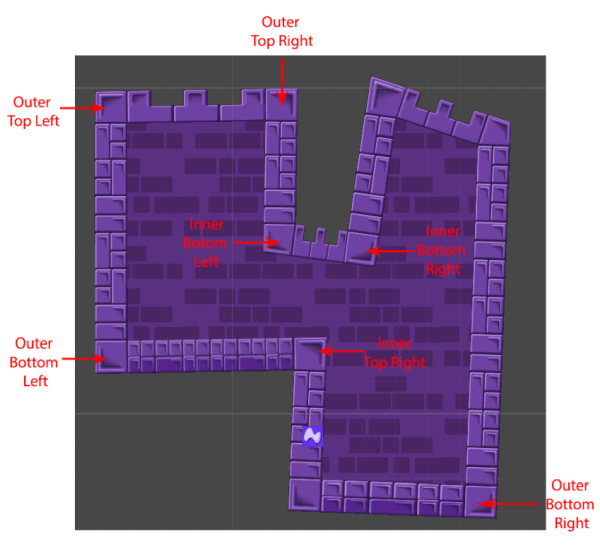 Outer
Top Right
Outer
Top Left
Inner
Botom
Left
Inner
Bottom
Right
Outer
Bottom
Left
Inner
Top Right
Outer
Bottom
Right